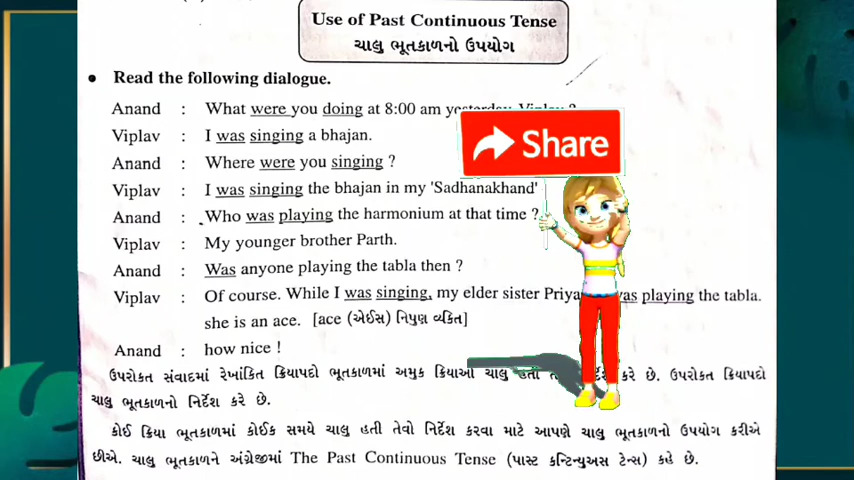 Use of Past Continuous Tense
ચાલુ ભૂતકાળનો ઉપયોગ
• Read the following dialogue.
Anand : What were you doing at 8:00 am yesterday, Viplav ?
Viplav : I was singing a bhajan.
Anand : Where were you singing ?
Viplav : I was singing the bhajan in my 'Sadhanakhand'
Anand : Who was playing the harmonium at that time ?
Viplav : My younger brother Parth.
Anand : Was anyone playing the tabla then ?
Viplav : Of course. While I was singing, my elder sister Priya was playing the tabla.
she is an ace. [ace (એઈસ) નિપુણ વ્યકિત]
Anand : how nice !
ઉપરોકત સંવાદમાં રેખાંકિત ક્રિયાપદો ભૂતકાળમાં અમુક ક્રિયાઓ ચાલુ હતી કરે છે. ઉપરોકત ક્રિયાપદો
ચાલુ ભૂતકાળનો નિર્દેશ કરે છે.
કોઈ ક્રિયા ભૂતકાળમાં કોઈક સમયે ચાલુ હતી તેવો નિર્દેશ કરવા માટે આપણે ચાલુ ભૂતકાળનો ઉપયોગ કરીએ
છીએ. ચાલુ ભૂતકાળને અંગ્રેજીમાં The Past Continuous Tense (પાસ્ટ કન્ટિન્યુઅસ ટેન્સ) કહે છે.
Share